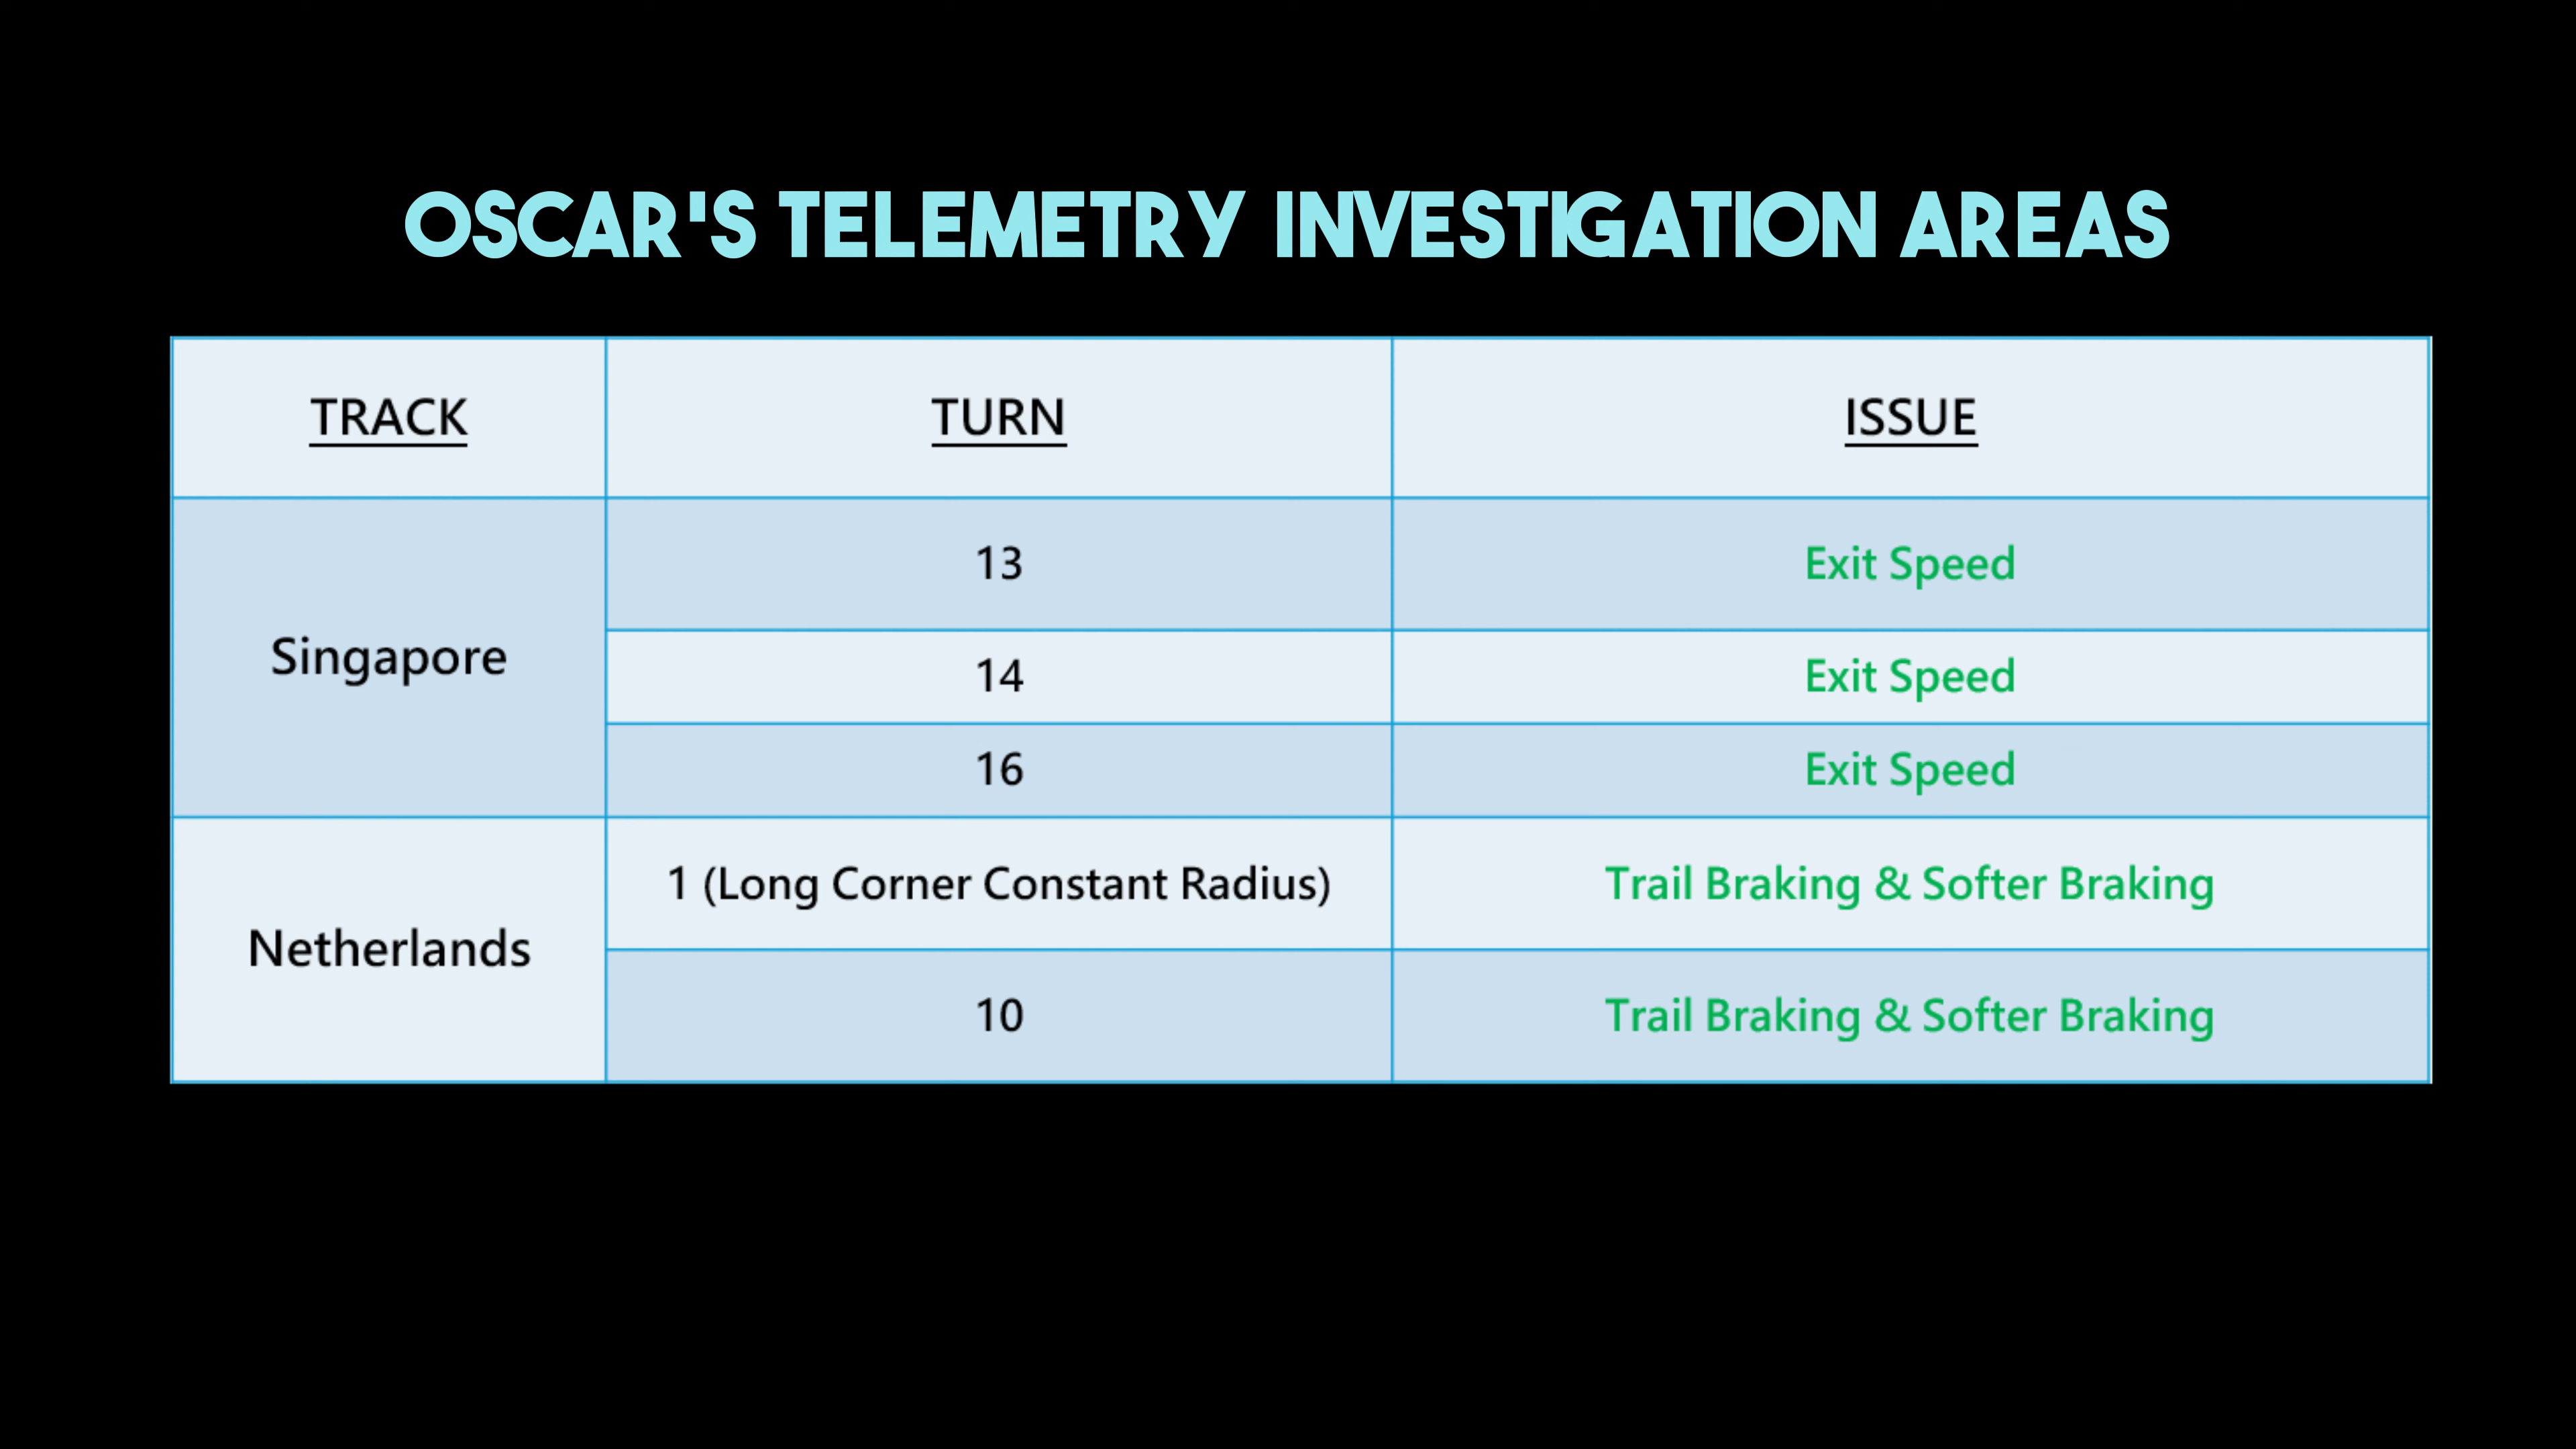 OSCAR'S TELEMETRY INVESTIGATION AREAS
TRACK TURN ISSUE
Singapore
13 Exit Speed
14 Exit Speed
16 Exit Speed
Netherlands
1 (Long Corner Constant Radius) Trail Braking & Softer Braking
10 Trail Braking & Softer Braking